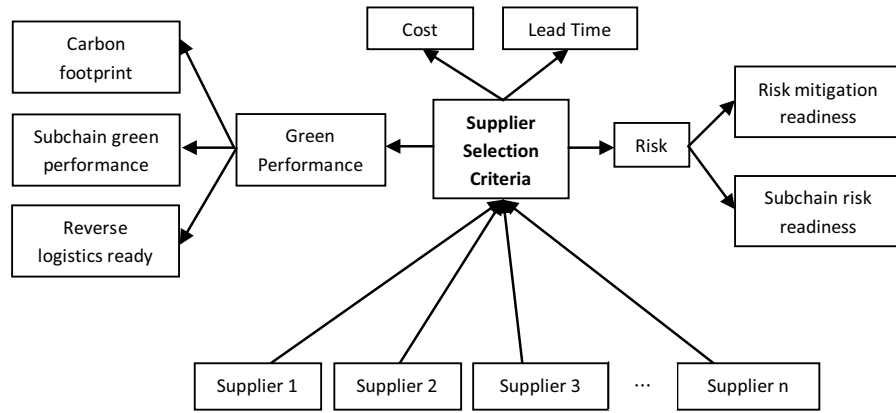 Cost
Lead Time
Carbon
footprint
Subchain green
performance
Reverse
logistics ready
Green
Performance
Supplier
Selection
Criteria
Risk
Risk mitigation
readiness
Subchain risk
readiness
Supplier 1
Supplier 2
Supplier 3
...
Supplier n